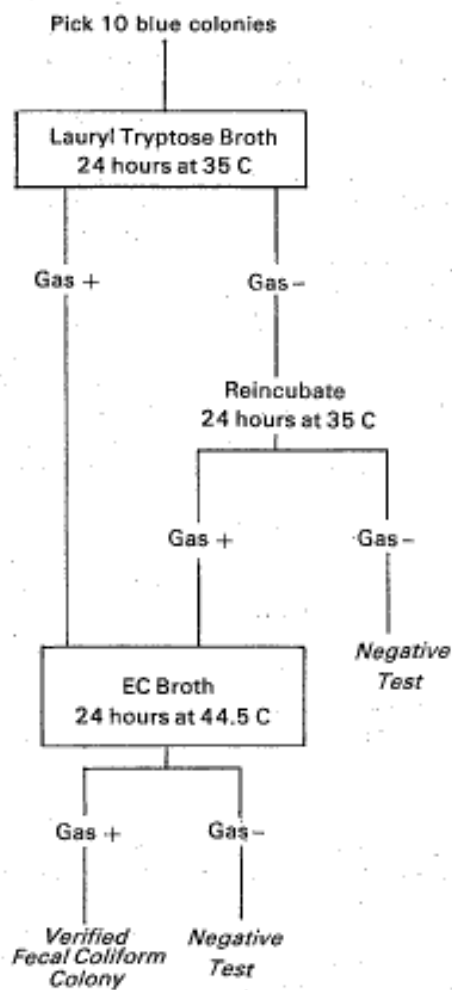 Pick 10 blue colonies
Lauryl Tryptose Broth
24 hours at 35 C
Gas +
Gas -
Reincubate
24 hours at 35 C
Gas +
Gas -
Negative
Test
EC Broth
24 hours at 44.5 C
Gas +
Gas -
Verified
Fecal Coliform
Colony
Negative
Test